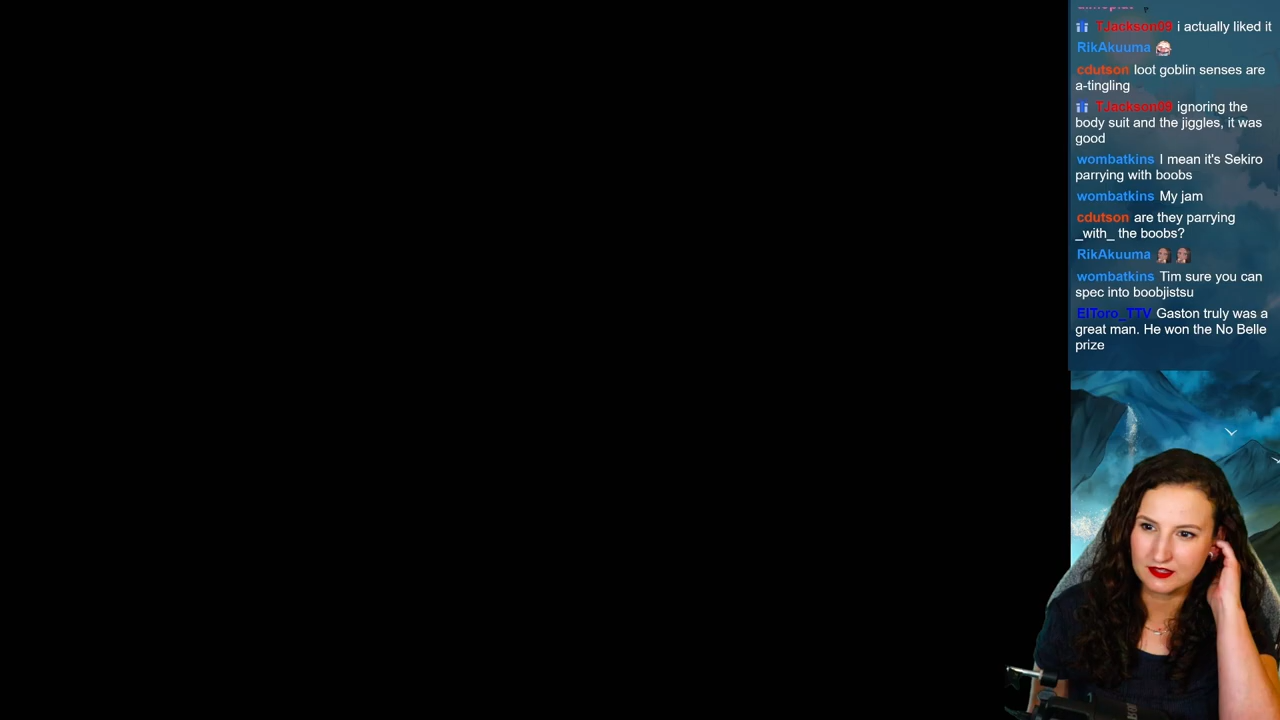 TJackson09 i actually liked it
RikAkuuma
cdutson loot goblin senses are
a-tingling
TJackson09 ignoring the
body suit and the jiggles, it was
good
wombatkins I mean it's Sekiro
parrying with boobs
wombatkins My jam
cdutson are they parrying
_with_ the boobs?
RikAkuuma
wombatkins Tim sure you can
spec into boobjistsu
ElToro_TTV Gaston truly was a
great man. He won the No Belle
prize